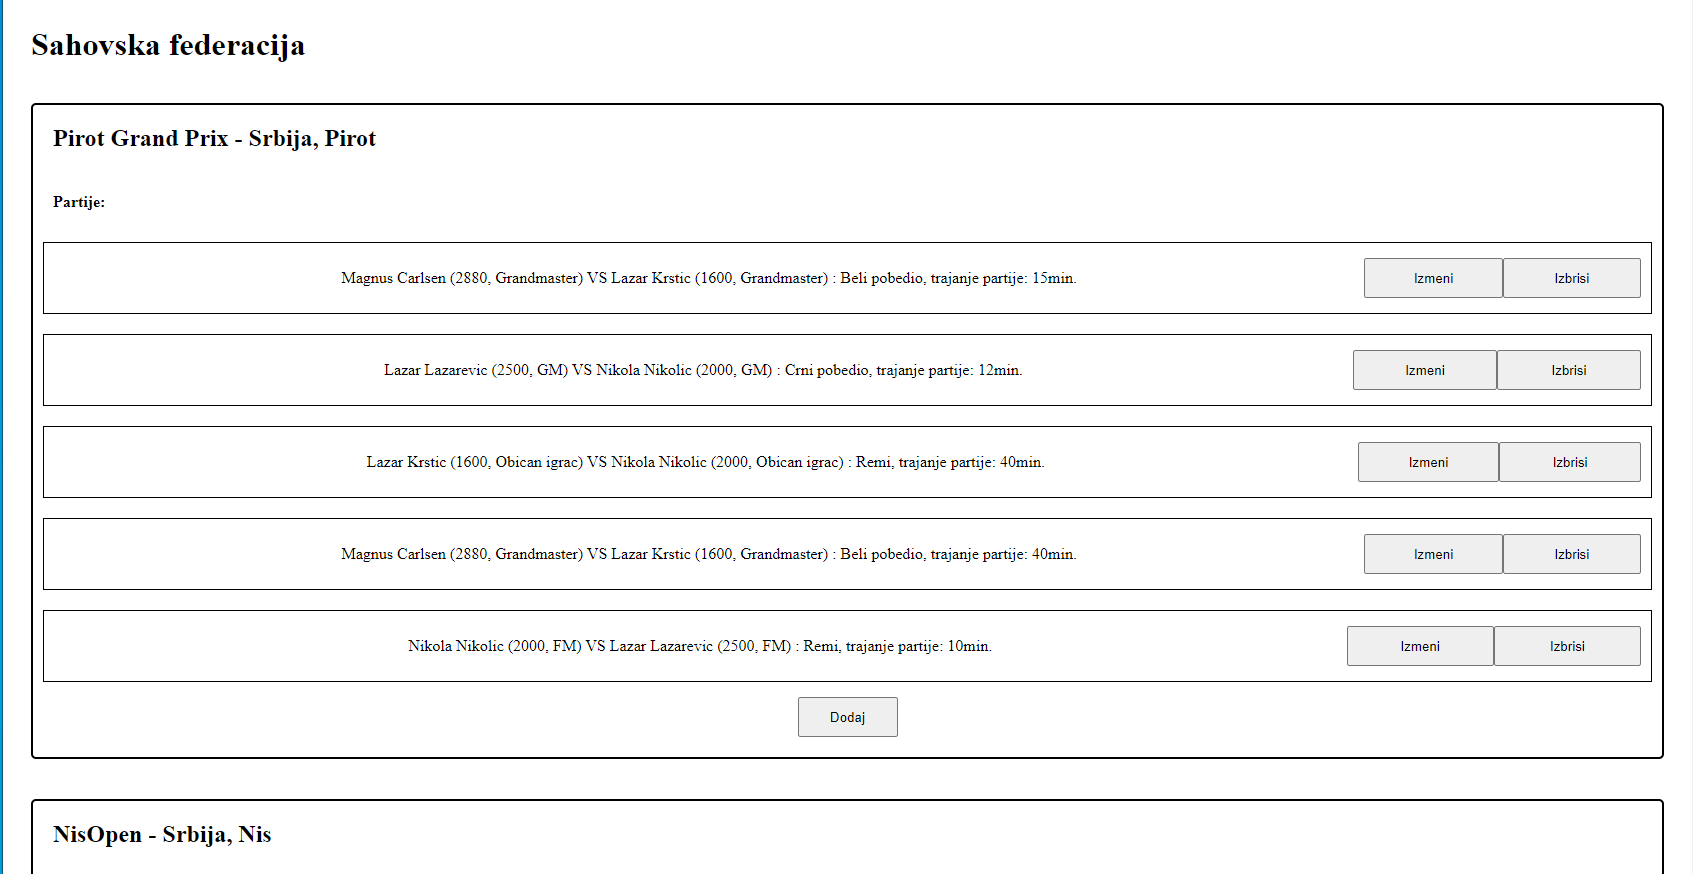 Sahovska federacija
Pirot Grand Prix - Srbija, Pirot
Partije:
Magnus Carlsen (2880, Grandmaster) VS Lazar Krstic (1600, Grandmaster) : Beli pobedio, trajanje partije: 15min. Izmeni Izbrisi
Lazar Lazarevic (2500, GM) VS Nikola Nikolic (2000, GM) : Crni pobedio, trajanje partije: 12min. Izmeni Izbrisi
Lazar Krstic (1600, Obican igrac) VS Nikola Nikolic (2000, Obican igrac) : Remi, trajanje partije: 40min. Izmeni Izbrisi
Magnus Carlsen (2880, Grandmaster) VS Lazar Krstic (1600, Grandmaster) : Beli pobedio, trajanje partije: 40min. Izmeni Izbrisi
Nikola Nikolic (2000, FM) VS Lazar Lazarevic (2500, FM) : Remi, trajanje partije: 10min. Izmeni Izbrisi
Dodaj
NisOpen - Srbija, Nis